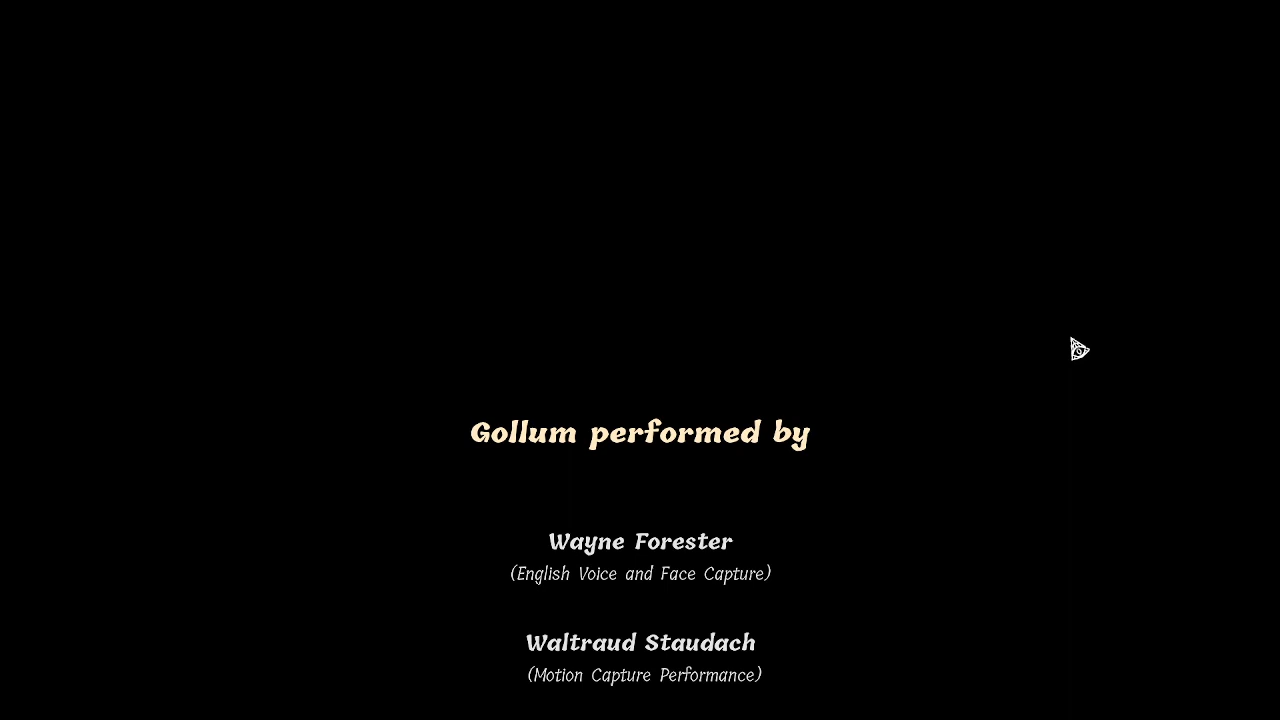 Gollum performed by
Wayne Forester
(English Voice and Face Capture)
Waltraud Staudach
(Motion Capture Performance)